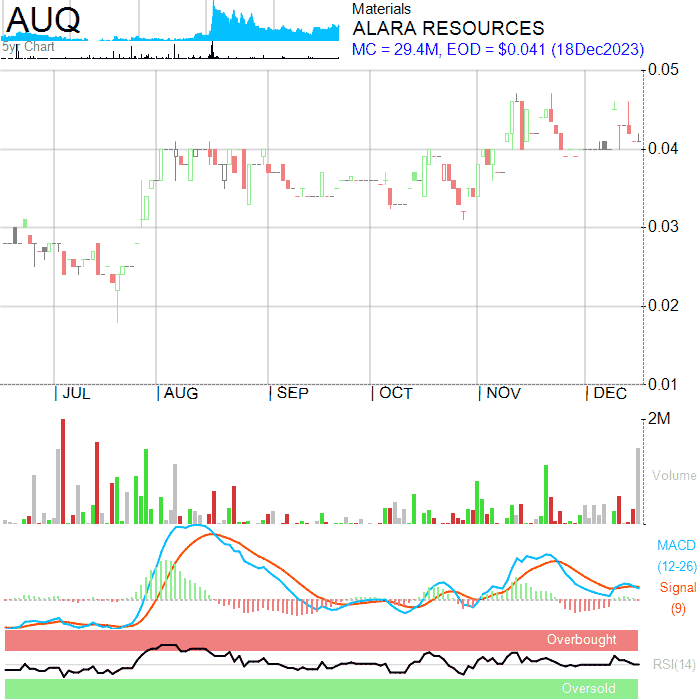 AUQ
5yr Chart
Materials
ALARA RESOURCES
MC = 29.4M, EOD = $0.041 (18Dec2023)
0.05
0.04
0.03
0.02
0.01
| JUL | AUG | SEP | OCT | NOV | DEC
2M
Volume
MACD
(12-26)
Signal
(9)
Overbought
RSI(14)
Oversold